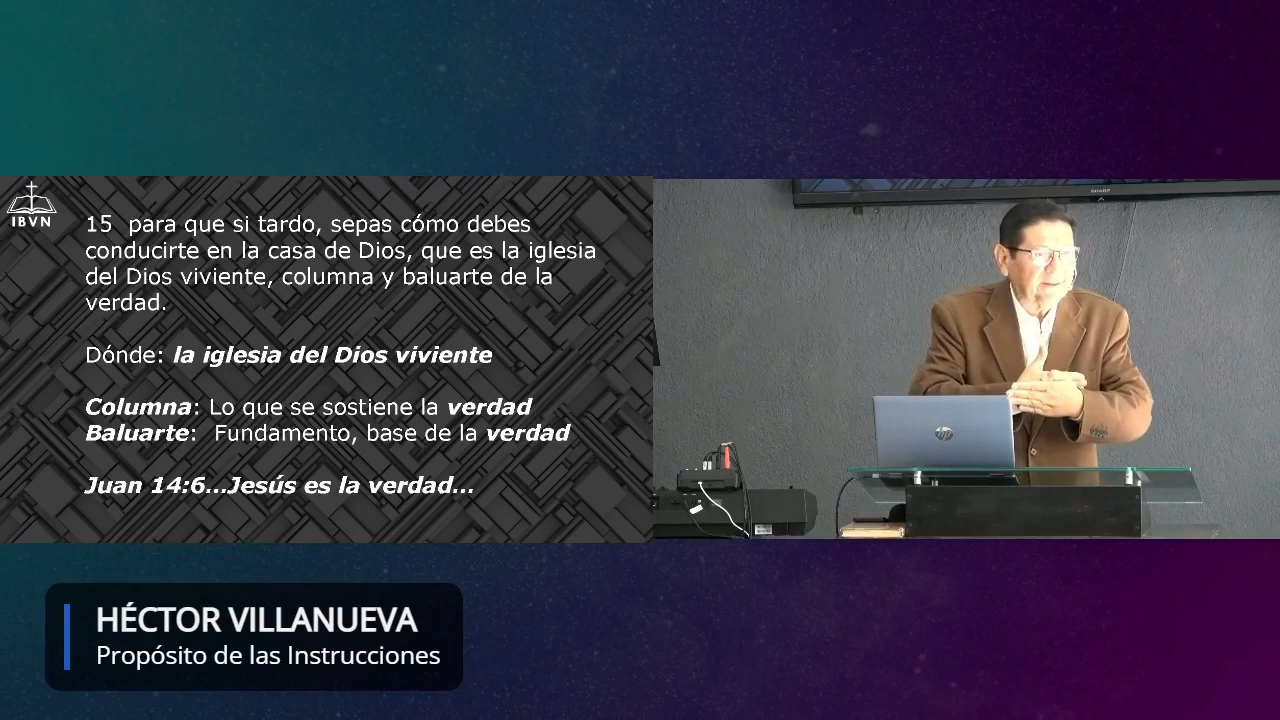 IBVN
15  para que si tardo, sepas cómo debes
conducirte en la casa de Dios, que es la iglesia
del Dios viviente, columna y baluarte de la
verdad.
Dónde: la iglesia del Dios viviente
Columna: Lo que se sostiene la verdad
Baluarte:  Fundamento, base de la verdad
Juan 14:6...Jesús es la verdad...
SHARP
hp
HÉCTOR VILLANUEVA
Propósito de las Instrucciones